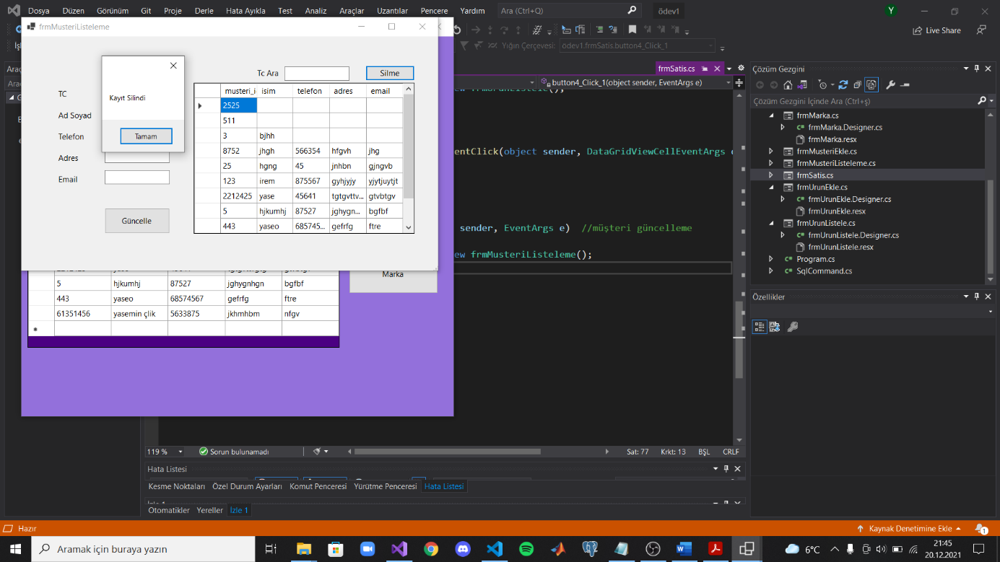 Dosya Düzen Görünüm Git Proje Derle Hata Ayıkla Test Analiz Araçlar Uzantılar Pencere Yardım Ara (Ctrl+Q) ödev1 Y
frmMusteriListeleme
Live Share
Yığın Çerçevesi: ödev1.frmSatis.button4_Click_1
frmSatis.cs
button4_Click_1(object sender, EventArgs e)
Tc Ara Silme
Kayıt Silindi
Tamam
TC
Ad Soyad
Telefon
Adres
Email
Güncelle
isim telefon adres email
2525
511
3 bjhh
8752 jhgh 566354 hfgvh jhg
25 hgng 45 jnhbn gjngvb
123 irem 875567 gyhjyjy yjytjuytjt
2212425 yase 45641 tgtgvttv... gtvbtgv
5 hjkumhj 87527 jghygn... bgfbf
443 yaseo 685745... gefrfg ftre
Marka
5 hjkumhj 87527 jghygnhgn bgfbf
443 yaseo 68574567 gefrfg ftre
61351456 yasemin çlik 5633875 jkhmhbm nfgv
entClick(object sender, DataGridViewCellEventArgs
sender, EventArgs e) //müşteri güncelleme
ew frmMusteriListeleme();
119 % Sorun bulunamadı Sat: 77 Krkt: 13 BŞL CRLF
Hata Listesi
Kesme Noktaları Özel Durum Ayarları Komut Penceresi Yürütme Penceresi Hata Listesi
Otomatikler Yereller İzle 1
Çözüm Gezgini
Çözüm Gezgini İçinde Ara (Ctrl+ş)
frmMarka.cs
frmMarka.Designer.cs
frmMarka.resx
frmMusteriEkle.cs
frmMusteriListeleme.cs
frmSatis.cs
frmUrunEkle.cs
frmUrunEkle.Designer.cs
frmUrunEkle.resx
frmUrunListele.cs
frmUrunListele.Designer.cs
frmUrunListele.resx
Program.cs
SqlCommand.cs
Özellikler
Hazır Kaynak Denetimine Ekle 1
Aramak için buraya yazın 6°C 21:45
20.12.2021